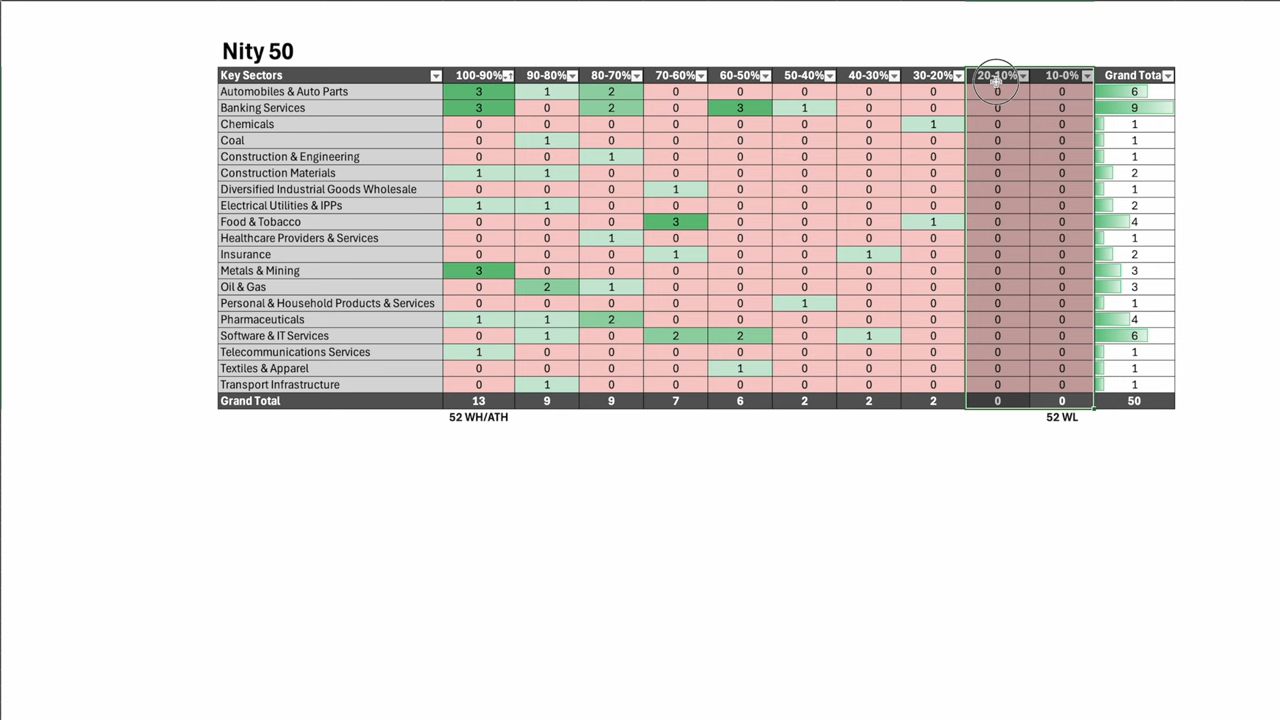 Nity 50
Key Sectors 100-90% 90-80% 80-70% 70-60% 60-50% 50-40% 40-30% 30-20% 20-10% 10-0% Grand Tota
Automobiles & Auto Parts 3 1 2 0 0 0 0 0 0 0 6
Banking Services 3 0 2 0 3 1 0 0 0 0 9
Chemicals 0 0 0 0 0 0 0 1 0 0 1
Coal 0 1 0 0 0 0 0 0 0 0 1
Construction & Engineering 0 0 1 0 0 0 0 0 0 0 1
Construction Materials 1 1 0 0 0 0 0 0 0 0 2
Diversified Industrial Goods Wholesale 0 0 0 1 0 0 0 0 0 0 1
Electrical Utilities & IPPs 1 1 0 0 0 0 0 0 0 0 2
Food & Tobacco 0 0 0 3 0 0 0 1 0 0 4
Healthcare Providers & Services 0 0 1 0 0 0 0 0 0 0 1
Insurance 0 0 0 1 0 0 1 0 0 0 2
Metals & Mining 3 0 0 0 0 0 0 0 0 0 3
Oil & Gas 0 2 1 0 0 0 0 0 0 0 3
Personal & Household Products & Services 0 0 0 0 0 1 0 0 0 0 1
Pharmaceuticals 1 1 2 0 0 0 0 0 0 0 4
Software & IT Services 0 1 0 2 2 0 1 0 0 0 6
Telecommunications Services 1 0 0 0 0 0 0 0 0 0 1
Textiles & Apparel 0 0 0 0 1 0 0 0 0 0 1
Transport Infrastructure 0 1 0 0 0 0 0 0 0 0 1
Grand Total 13 9 9 7 6 2 2 2 0 0 50
52 WH/ATH 52 WL